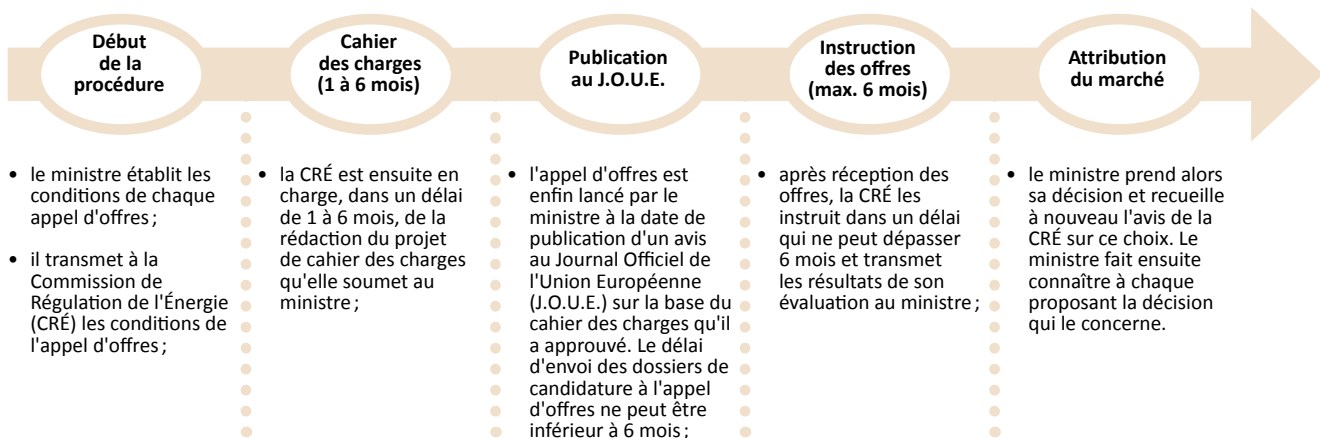 Début
de la
procédure
Cahier
des charges
(1 à 6 mois)
Publication
au J.O.U.E.
Instruction
des offres
(max. 6 mois)
Attribution
du marché
• le ministre établit les
conditions de chaque
appel d'offres ;
• il transmet à la
Commission de
Régulation de l'Énergie
(CRÉ) les conditions de
l'appel d'offres ;
• la CRÉ est ensuite en
charge, dans un délai
de 1 à 6 mois, de la
rédaction du projet
de cahier des charges
qu'elle soumet au
ministre ;
• l'appel d'offres est
enfin lancé par le
ministre à la date de
publication d'un avis
au Journal Officiel de
l'Union Européenne
(J.O.U.E.) sur la base du
cahier des charges qu'il
a approuvé. Le délai
d'envoi des dossiers de
candidature à l'appel
d'offres ne peut être
inférieur à 6 mois ;
• après réception des
offres, la CRÉ les
instruit dans un délai
qui ne peut dépasser
6 mois et transmet
les résultats de son
évaluation au ministre ;
• le ministre prend alors
sa décision et recueille
à nouveau l'avis de la
CRÉ sur ce choix. Le
ministre fait ensuite
connaître à chaque
proposant la décision
qui le concerne.